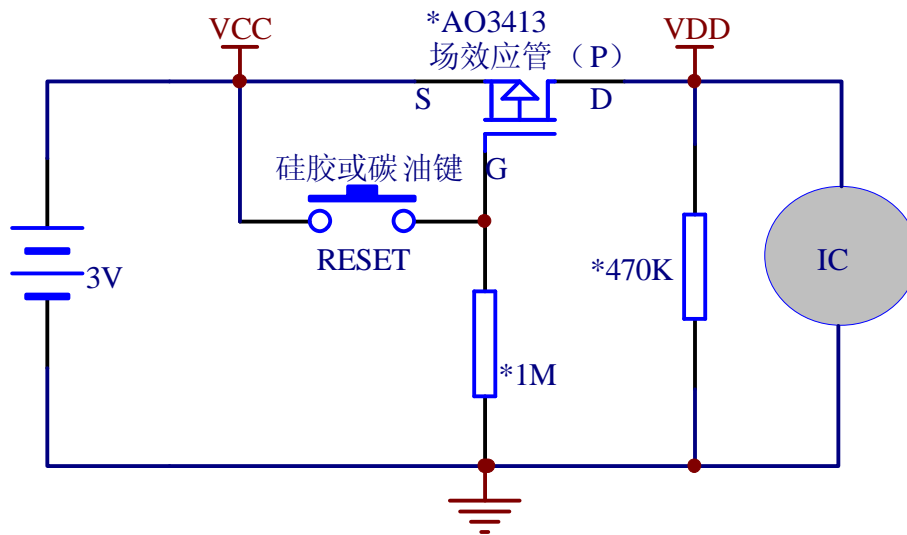 VCC
*AO3413
场效应管 （P）
VDD
S
D
G
硅胶或碳油键
RESET
3V
*470K
IC
*1M